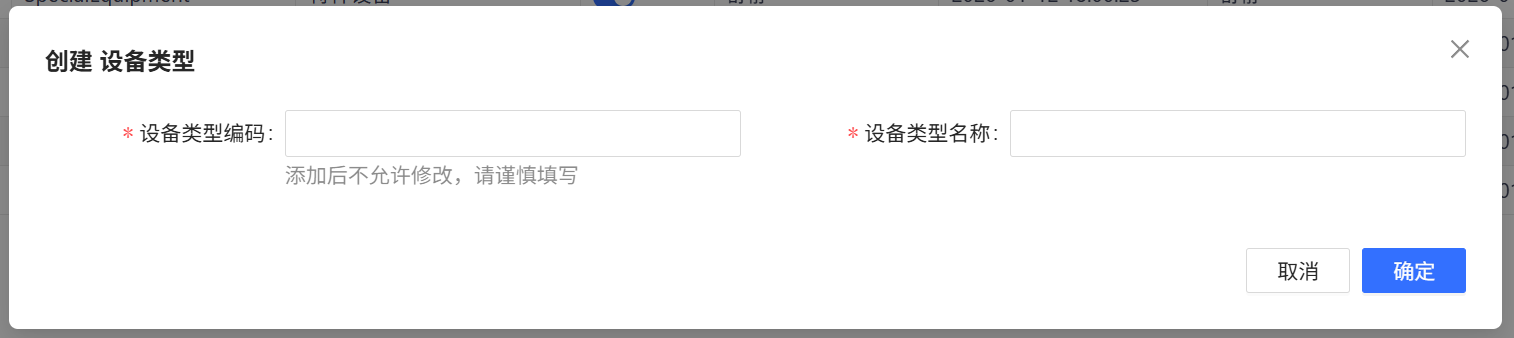 创建 设备类型
* 设备类型编码:
* 设备类型名称:
添加后不允许修改，请谨慎填写
取消
确定